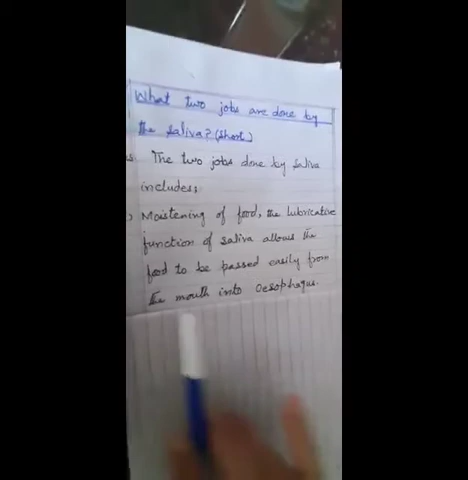 What two jobs are done by
the saliva? (short)
s. The two jobs done by saliva
includes:
) Moistening of food, the lubricative
function of saliva allows the
food to be passed easily from
the mouth into Oesophagus.